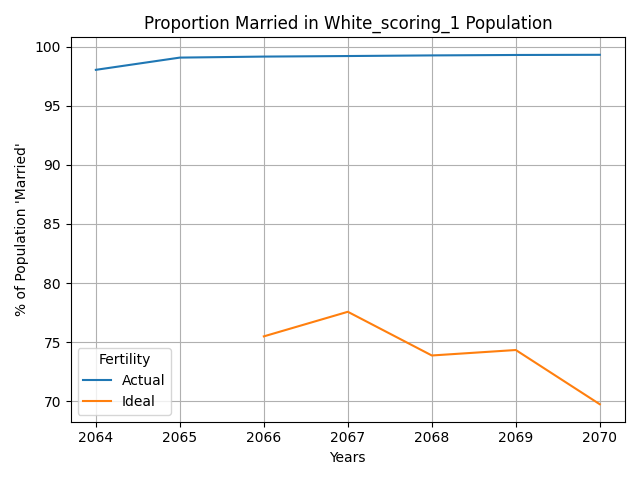 Proportion Married in White_scoring_1 Population
100
95
90
85
80
75
70
% of Population 'Married'
Fertility
Actual
Ideal
2064 2065 2066 2067 2068 2069 2070
Years